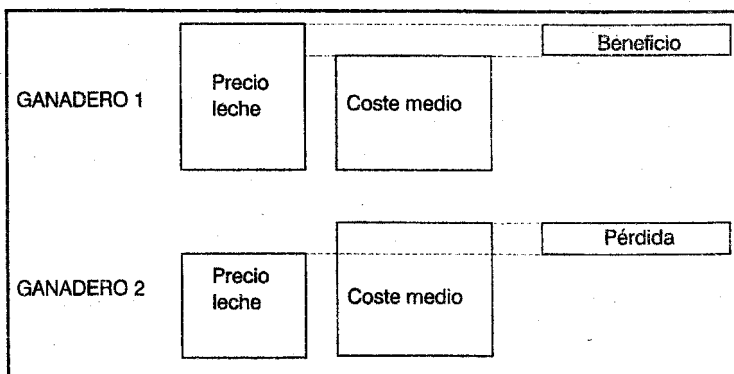 Beneficio
GANADERO 1
Precio
leche
Coste medio
Pérdida
GANADERO 2
Precio
leche
Coste medio